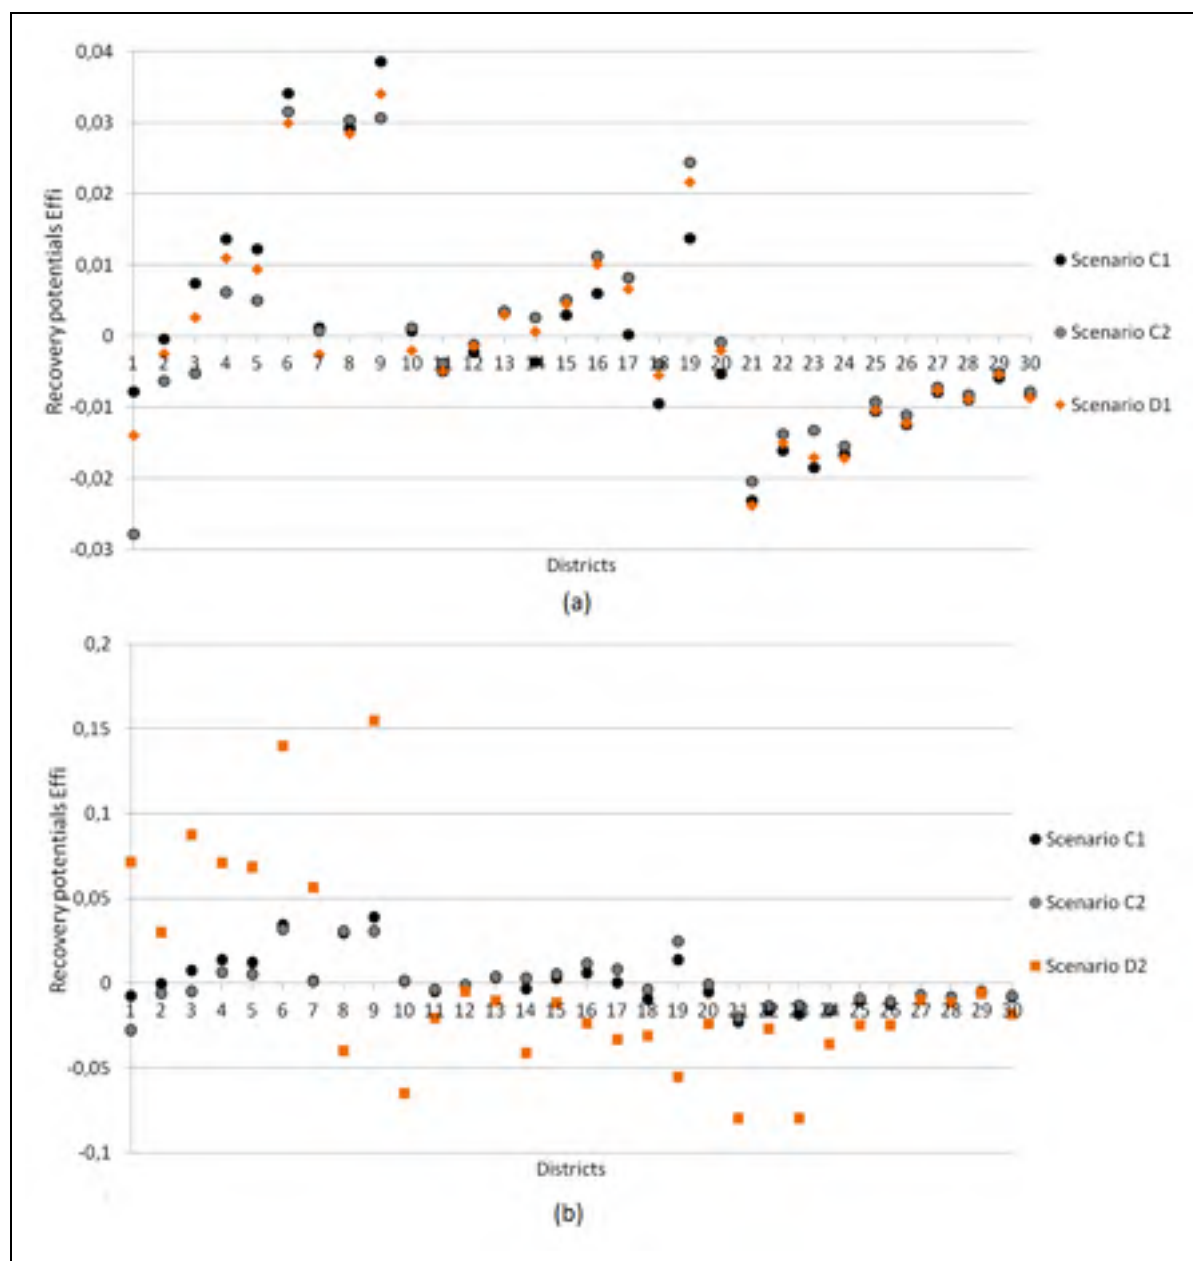 0,04
0,03
0,02
0,01
0
-0,01
-0,02
-0,03
Recovery potentials Effi
1 2 3 4 5 6 7 8 9 10 11 12 13 14 15 16 17 18 19 20 21 22 23 24 25 26 27 28 29 30
Scenario C1
Scenario C2
Scenario D1
Districts
(a)
0,2
0,15
0,1
0,05
0
-0,05
-0,1
Recovery potentials Effi
1 2 3 4 5 6 7 8 9 10 11 12 13 14 15 16 17 18 19 20 21 22 23 24 25 26 27 28 29 30
Scenario C1
Scenario C2
Scenario D2
Districts
(b)